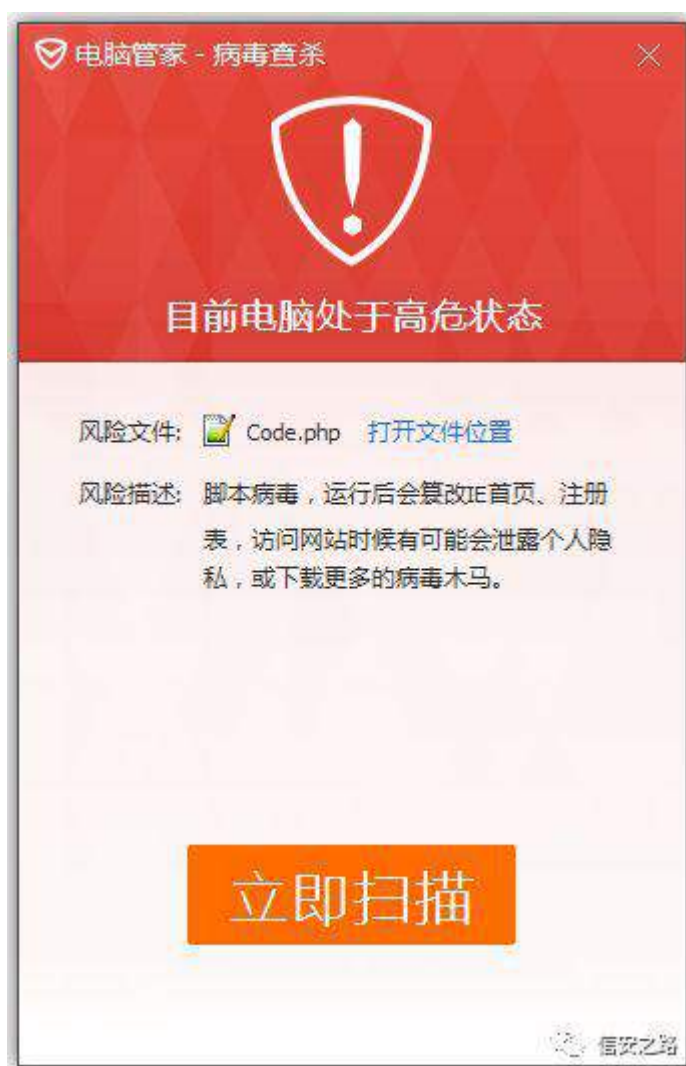 电脑管家 - 病毒查杀
目前电脑处于高危状态
风险文件: Code.php 打开文件位置
风险描述: 脚本病毒，运行后会篡改IE首页、注册
表，访问网站时候有可能会泄露个人隐
私，或下载更多的病毒木马。
立即扫描
信安之路